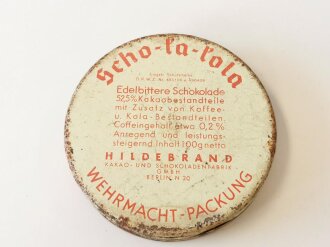 Scho-ka-kola
Edelbittere Schokolade
52,5% Kakaobestandteile
mit Zusatz von Kaffee-
u. Kola-Bestandteilen.
Coffeingehalt etwa 0,2%
Anregend und leistungs-
steigernd. Inhalt 100g netto
HILDEBRAND
KAKAO- UND SCHOKOLADENFABRIK
GMBH
BERLIN N 20
WEHRMACHT-PACKUNG